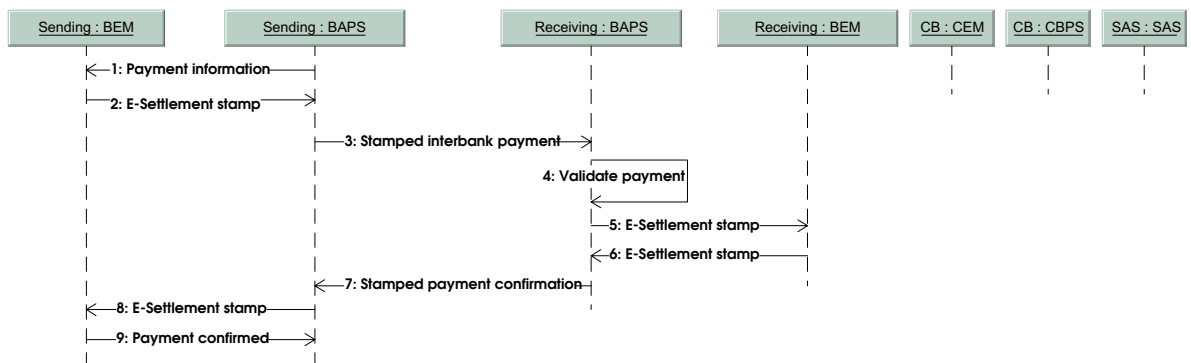 Sending : BEM
Sending : BAPS
Receiving : BAPS
Receiving : BEM
CB : CEM
CB : CBPS
SAS : SAS
1: Payment information
2: E-Settlement stamp
3: Stamped interbank payment
4: Validate payment
5: E-Settlement stamp
6: E-Settlement stamp
7: Stamped payment confirmation
8: E-Settlement stamp
9: Payment confirmed